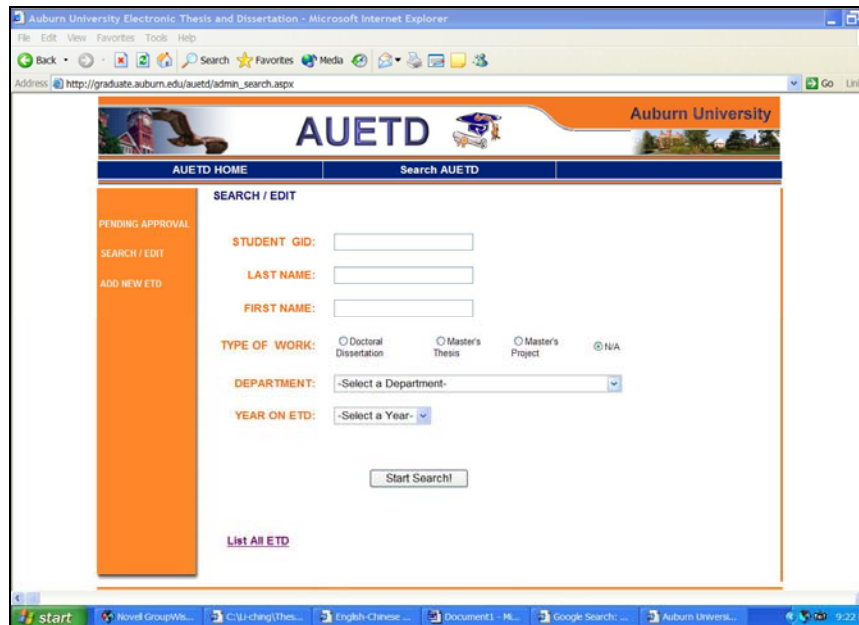 Auburn University Electronic Thesis and Dissertation - Microsoft Internet Explorer
File Edit View Favorites Tools Help
Back Search Favorites Media
Address http://graduate.auburn.edu/auetd/admin_search.aspx Go Lin
AUETD Auburn University
AUETD HOME Search AUETD
SEARCH / EDIT
PENDING APPROVAL
SEARCH / EDIT
ADD NEW ETD
STUDENT GID:
LAST NAME:
FIRST NAME:
TYPE OF WORK: Doctoral Dissertation Master's Thesis Master's Project N/A
DEPARTMENT: -Select a Department-
YEAR ON ETD: -Select a Year-
Start Search!
List All ETD
start Novell GroupWis... C:\Li-ching\Thes... English-Chinese ... Document1 - Mi... Google Search: ... Auburn Universi... 9:22